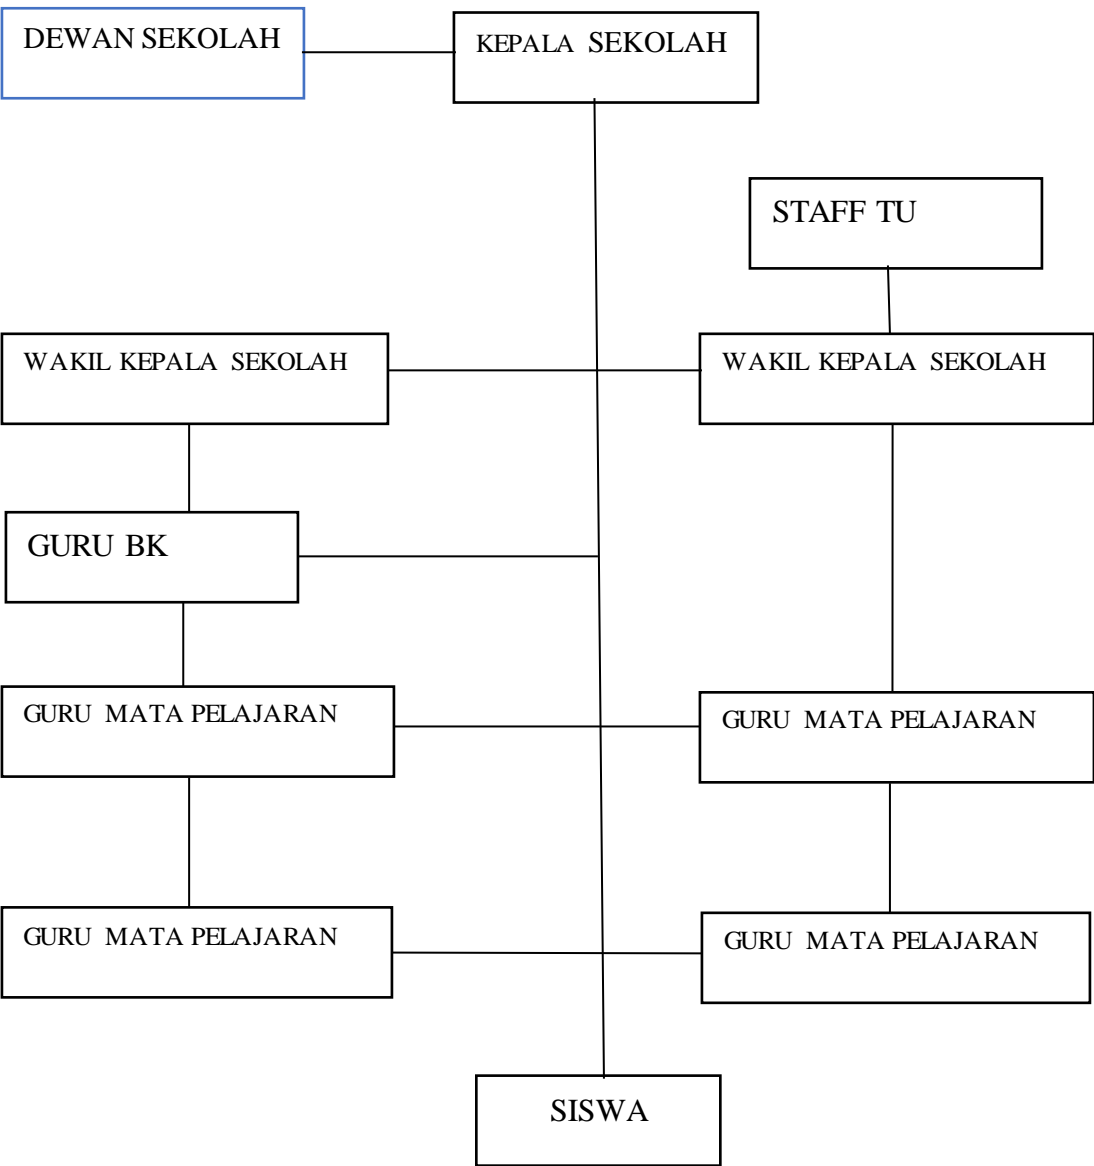 DEWAN SEKOLAH
KEPALA SEKOLAH
STAFF TU
WAKIL KEPALA SEKOLAH
WAKIL KEPALA SEKOLAH
GURU BK
GURU MATA PELAJARAN
GURU MATA PELAJARAN
GURU MATA PELAJARAN
GURU MATA PELAJARAN
SISWA